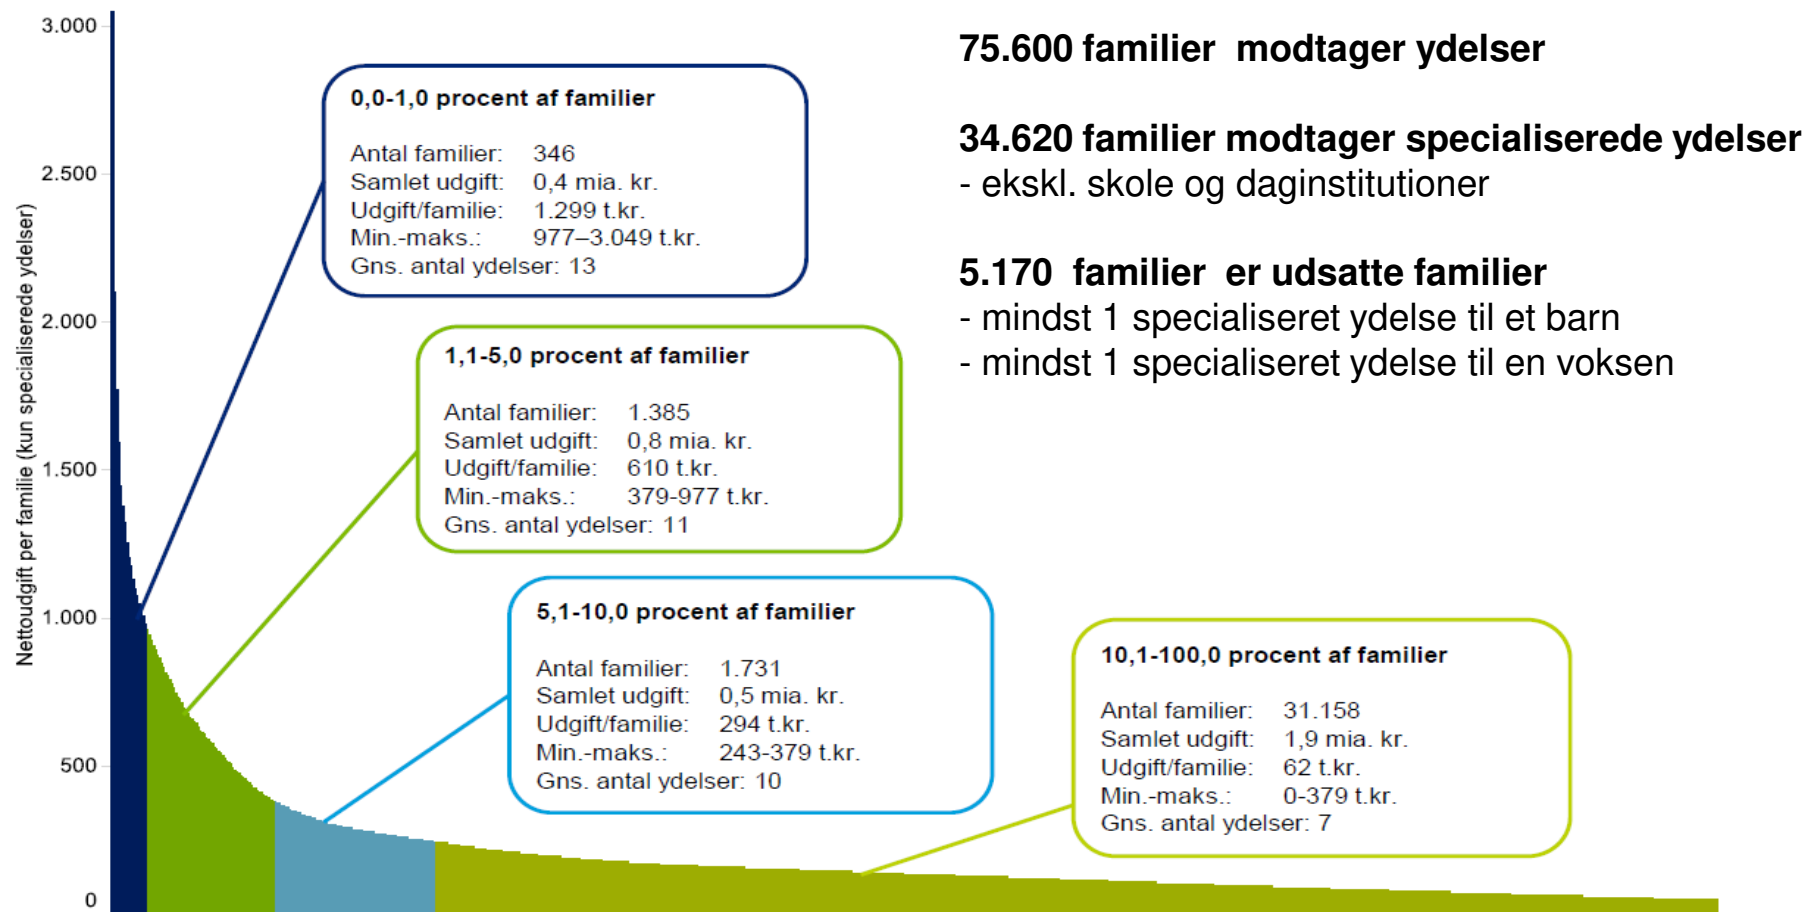 Nettoudgift per familie (kun specialiserede ydelser)
3.000
2.500
2.000
1.500
1.000
500
0
0,0-1,0 procent af familier
Antal familier: 346
Samlet udgift: 0,4 mia. kr.
Udgift/familie: 1.299 t.kr.
Min.-maks.: 977–3.049 t.kr.
Gns. antal ydelser: 13
1,1-5,0 procent af familier
Antal familier: 1.385
Samlet udgift: 0,8 mia. kr.
Udgift/familie: 610 t.kr.
Min.-maks.: 379-977 t.kr.
Gns. antal ydelser: 11
5,1-10,0 procent af familier
Antal familier: 1.731
Samlet udgift: 0,5 mia. kr.
Udgift/familie: 294 t.kr.
Min.-maks.: 243-379 t.kr.
Gns. antal ydelser: 10
10,1-100,0 procent af familier
Antal familier: 31.158
Samlet udgift: 1,9 mia. kr.
Udgift/familie: 62 t.kr.
Min.-maks.: 0-379 t.kr.
Gns. antal ydelser: 7
75.600 familier modtager ydelser
34.620 familier modtager specialiserede ydelser
- ekskl. skole og daginstitutioner
5.170 familier er udsatte familier
- mindst 1 specialiseret ydelse til et barn
- mindst 1 specialiseret ydelse til en voksen